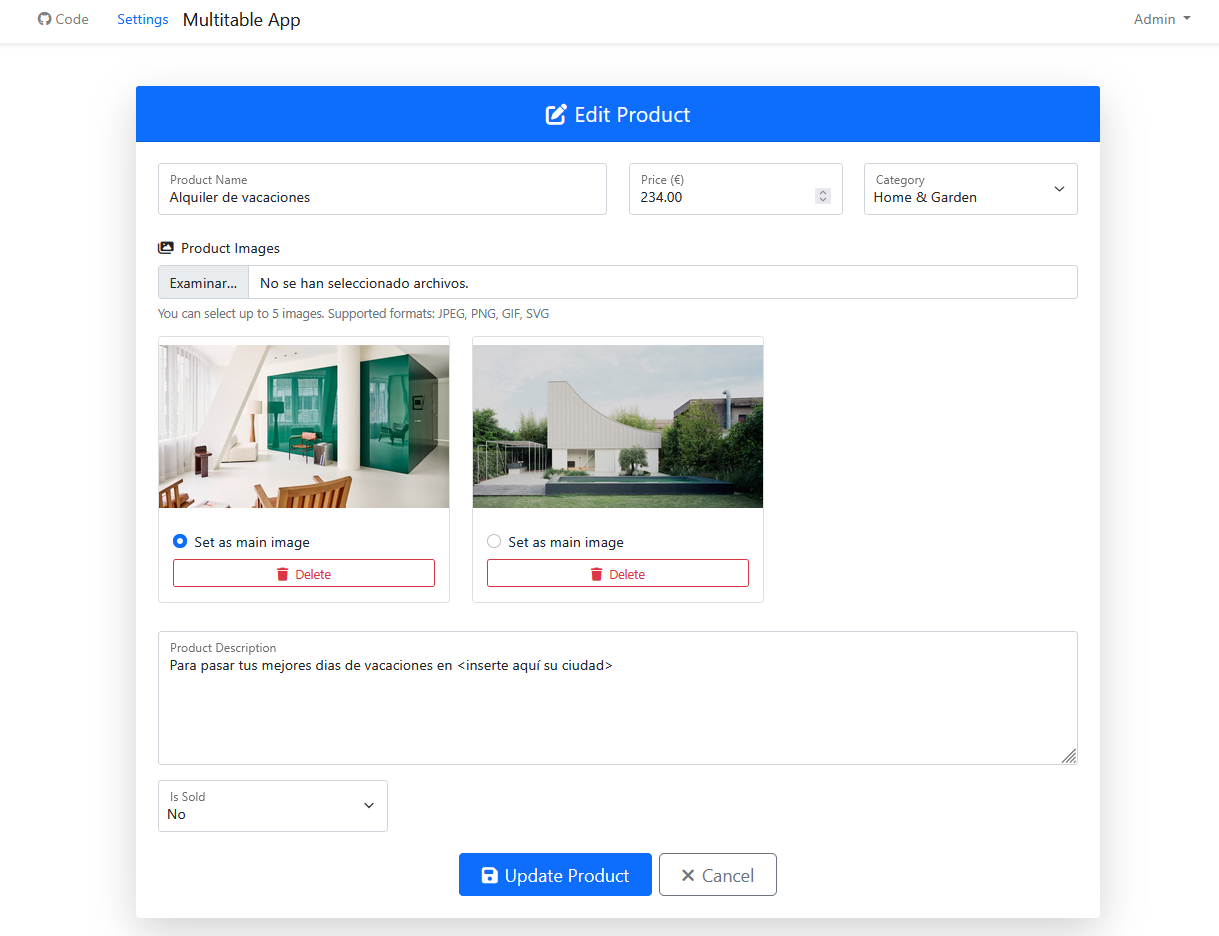 Code Settings Multitable App Admin
Edit Product
Product Name Price (€) Category
Alquiler de vacaciones 234.00 Home & Garden
Product Images
Examinar... No se han seleccionado archivos.
You can select up to 5 images. Supported formats: JPEG, PNG, GIF, SVG
Set as main image Set as main image
Delete Delete
Product Description
Para pasar tus mejores dias de vacaciones en <inserte aquí su ciudad>
Is Sold
No
Update Product Cancel